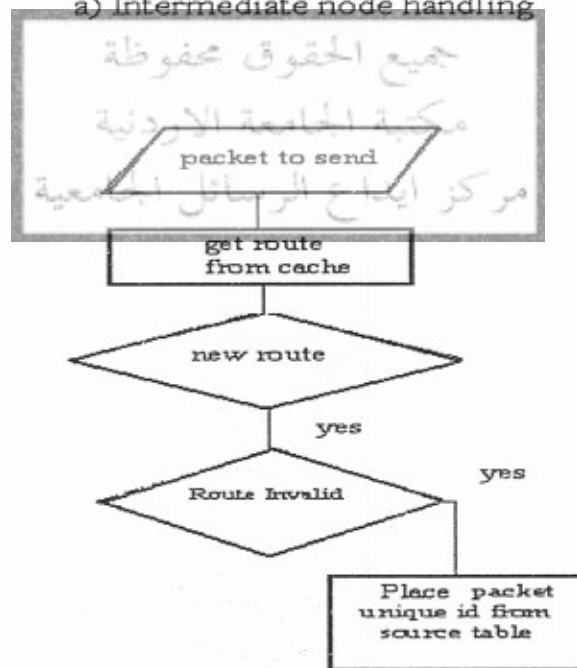 a) Intermediate node handling
جميع الحقوق محفوظة
مكتبة الجامعة الاردنية
packet to send
مركز ايداع الرسائل الجامعية
get route
from cache
new route
yes
yes
Route Invalid
Place packet
unique id from
source table